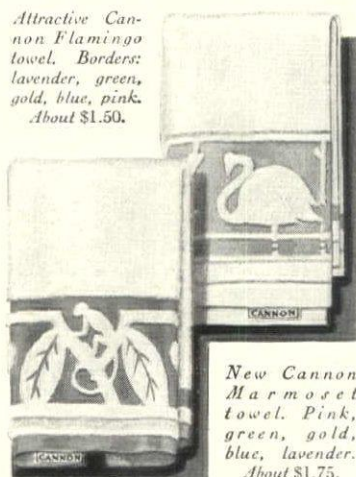 Attractive Can-
non Flamingo
towel. Borders:
lavender, green,
gold, blue, pink.
About $1.50.
CANNON
CANNON
New Cannon
Marmoset
towel. Pink,
green, gold,
blue, lavender.
About $1.75.